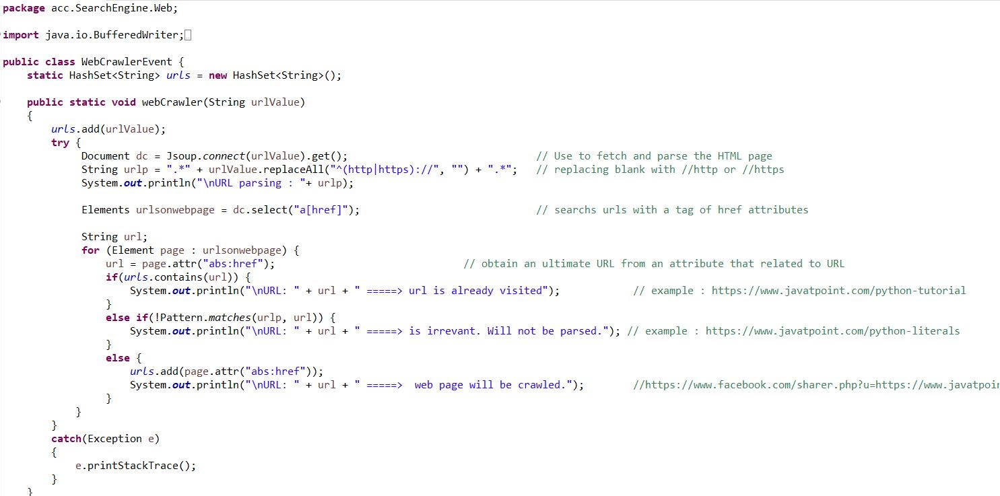 package acc.SearchEngine.Web;
import java.io.BufferedWriter;
public class WebCrawlerEvent {
static HashSet<String> urls = new HashSet<String>();
public static void webCrawler(String urlValue)
{
urls.add(urlValue);
try {
Document dc = Jsoup.connect(urlValue).get(); // Use to fetch and parse the HTML page
String urlp = ".*" + urlValue.replaceAll("^(http|https)://", "") + ".*"; // replacing blank with //http or //https
System.out.println("\nURL parsing : "+ urlp);
Elements urlsonwebpage = dc.select("a[href]"); // searchs urls with a tag of href attributes
String url;
for (Element page : urlsonwebpage) {
url = page.attr("abs:href"); // obtain an ultimate URL from an attribute that related to URL
if(urls.contains(url)) {
System.out.println("\nURL: " + url + " =====> url is already visited"); // example : https://www.javatpoint.com/python-tutorial
}
else if(!Pattern.matches(urlp, url)) {
System.out.println("\nURL: " + url + " =====> is irrevant. Will not be parsed."); // example : https://www.javatpoint.com/python-literals
}
else {
urls.add(page.attr("abs:href"));
System.out.println("\nURL: " + url + " =====>  web page will be crawled."); //https://www.facebook.com/sharer.php?u=https://www.javatpoi
}
}
}
catch(Exception e)
{
e.printStackTrace();
}
}